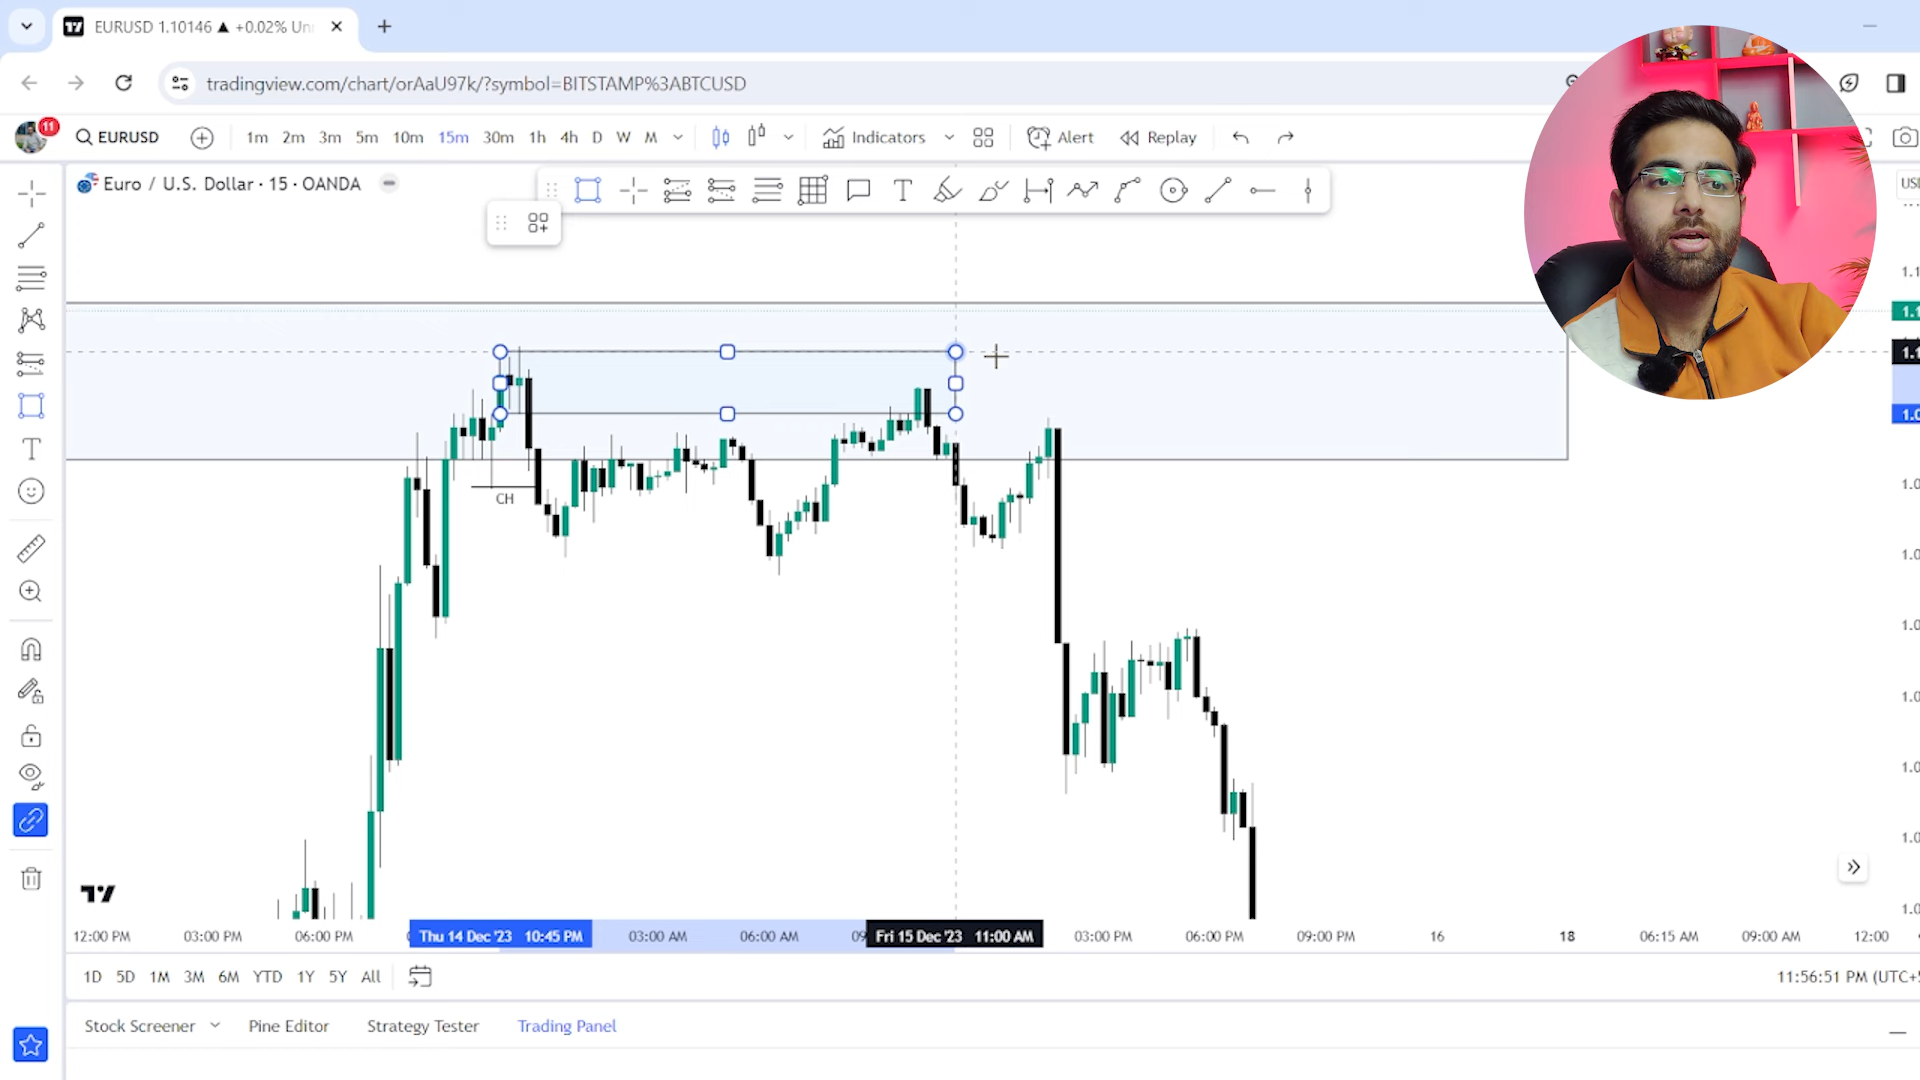 EURUSD 1.10146 ▲ +0.02% Un
tradingview.com/chart/orAaU97k/?symbol=BITSTAMP%3ABTCUSD
11
EURUSD
1m 2m 3m 5m 10m 15m 30m 1h 4h D W M
Indicators
Alert
Replay
Euro / U.S. Dollar · 15 · OANDA
USD
CH
12:00 PM 03:00 PM 06:00 PM Thu 14 Dec '23 10:45 PM 03:00 AM 06:00 AM 09 Fri 15 Dec '23 11:00 AM 03:00 PM 06:00 PM 09:00 PM 16 18 06:15 AM 09:00 AM 12:00
1D 5D 1M 3M 6M YTD 1Y 5Y All
11:56:51 PM (UTC+5
Stock Screener Pine Editor Strategy Tester Trading Panel